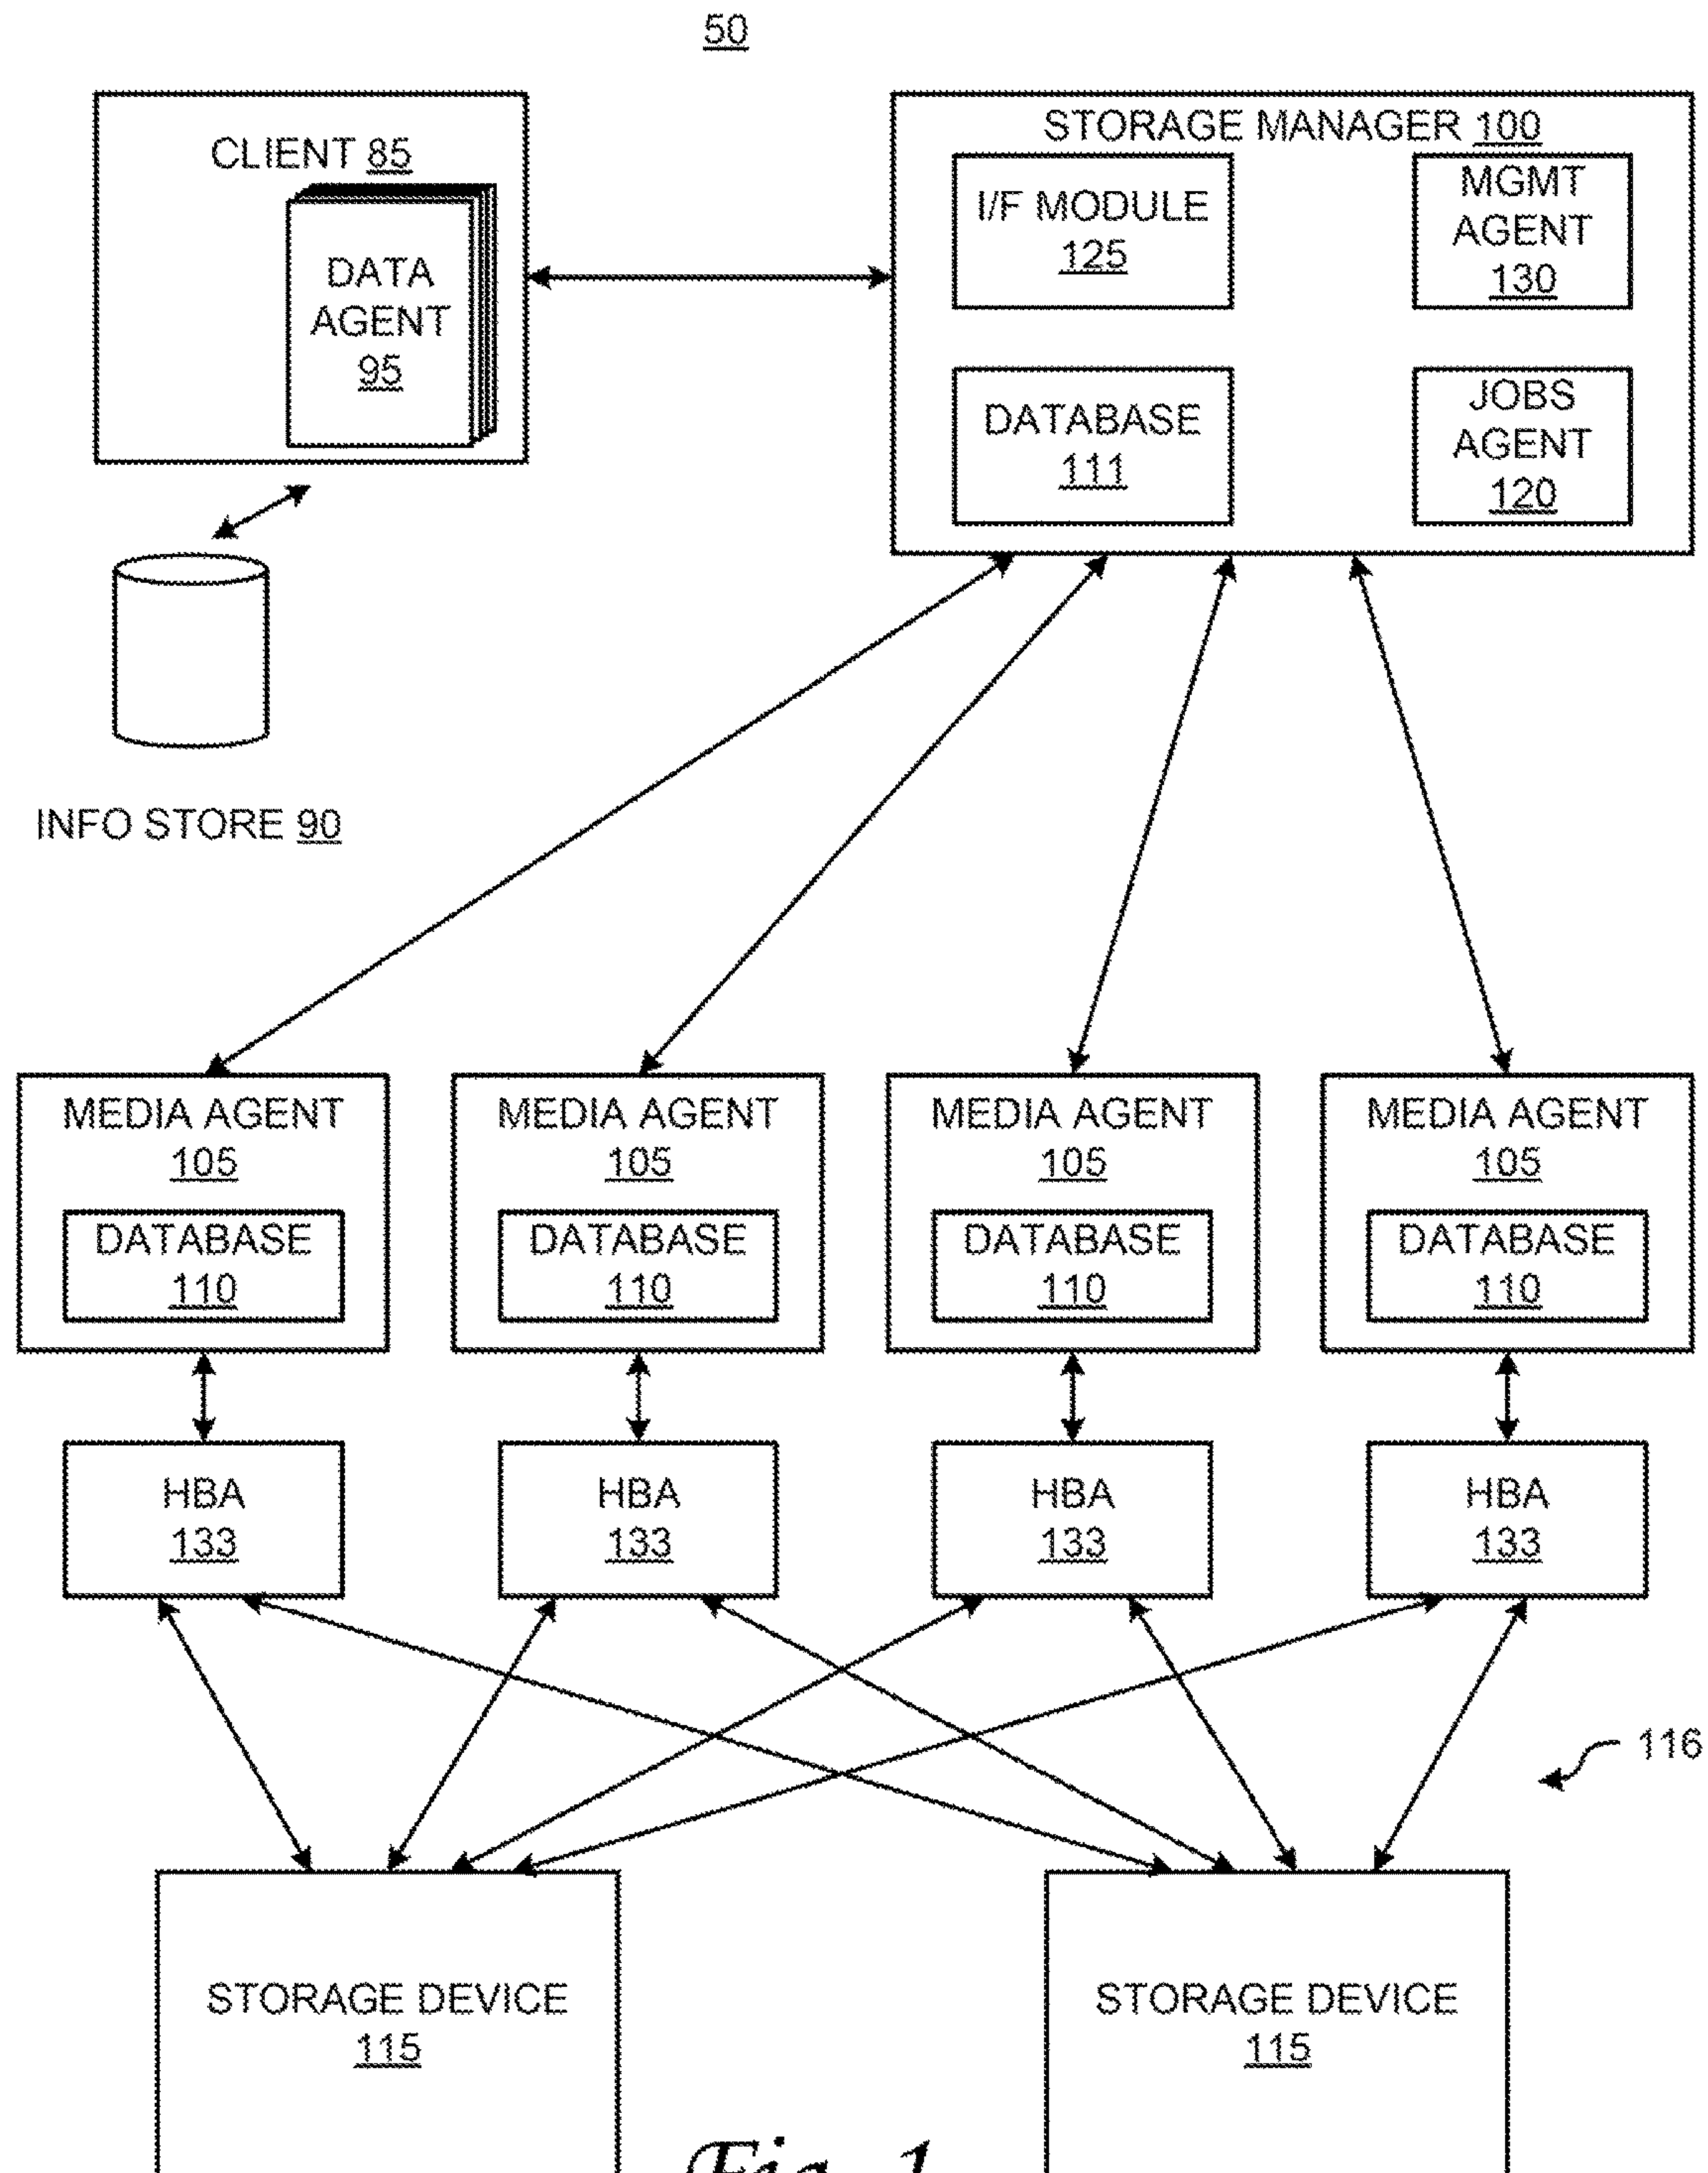 50
CLIENT 85
DATA
AGENT
95
STORAGE MANAGER 100
I/F MODULE
125
MGMT
AGENT
130
DATABASE
111
JOBS
AGENT
120
INFO STORE 90
MEDIA AGENT
105
DATABASE
110
MEDIA AGENT
105
DATABASE
110
MEDIA AGENT
105
DATABASE
110
MEDIA AGENT
105
DATABASE
110
HBA
133
HBA
133
HBA
133
HBA
133
116
STORAGE DEVICE
115
STORAGE DEVICE
115
Fig. 1